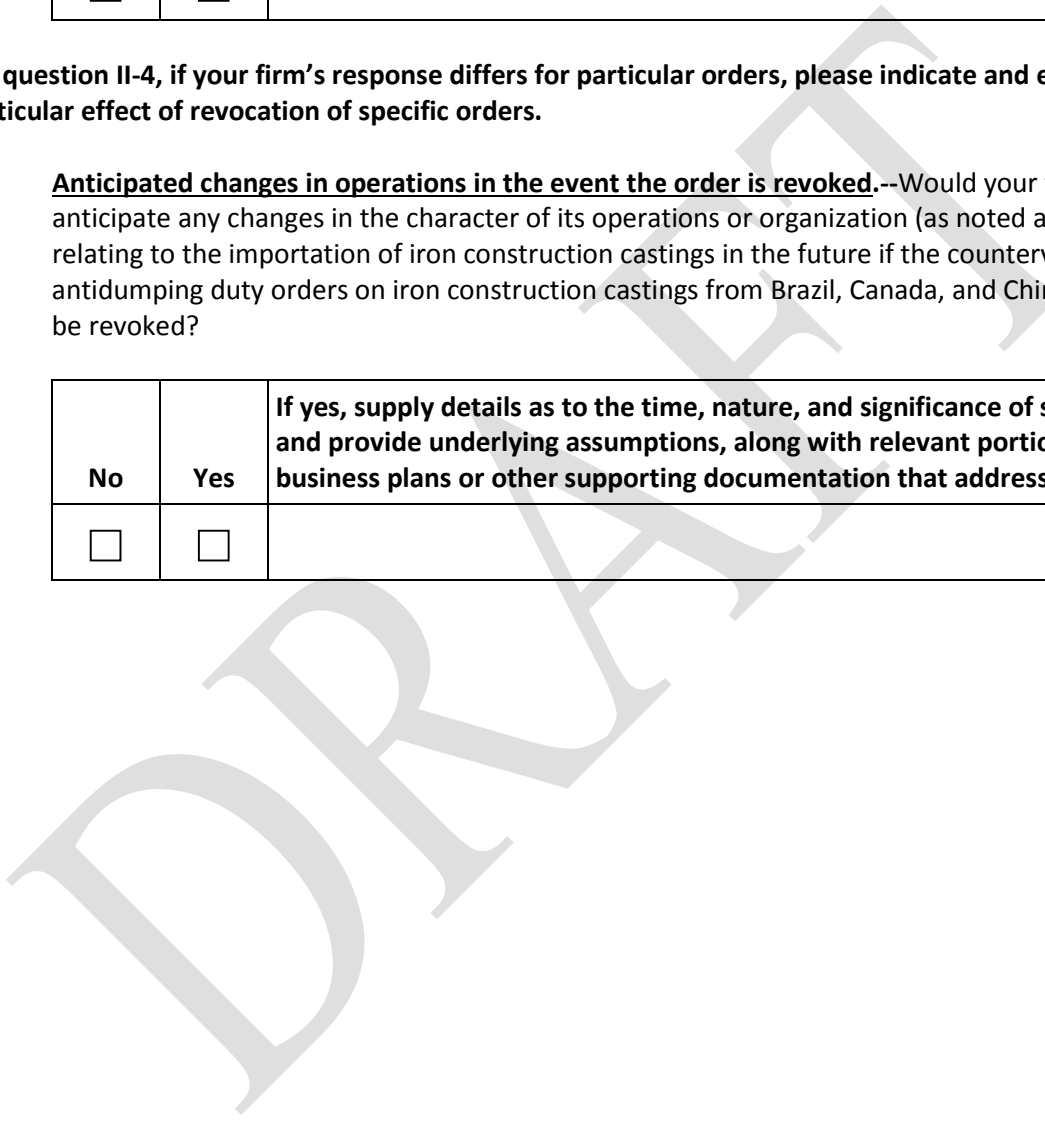 question II-4, if your firm's response differs for particular orders, please indicate and
effect of revocation of specific orders.
Anticipated changes in operations in the event the order is revoked.--Would your
anticipate any changes in the character of its operations or organization (as noted
relating to the importation of iron construction castings in the future if the
antidumping duty orders on iron construction castings from Brazil, Canada, and
be revoked?
If yes, supply details as to the time, nature, and significance of
and provide underlying assumptions, along with relevant
No Yes business plans or other supporting documentation that
DRAFT